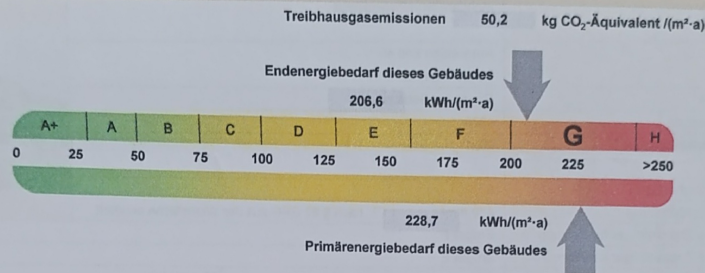 Treibhausgasemissionen 50,2 kg CO₂-Äquivalent /(m²·a)
Endenergiebedarf dieses Gebäudes
206,6 kWh/(m²·a)
A+ A B C D E F G H
0 25 50 75 100 125 150 175 200 225 >250
228,7 kWh/(m²·a)
Primärenergiebedarf dieses Gebäudes